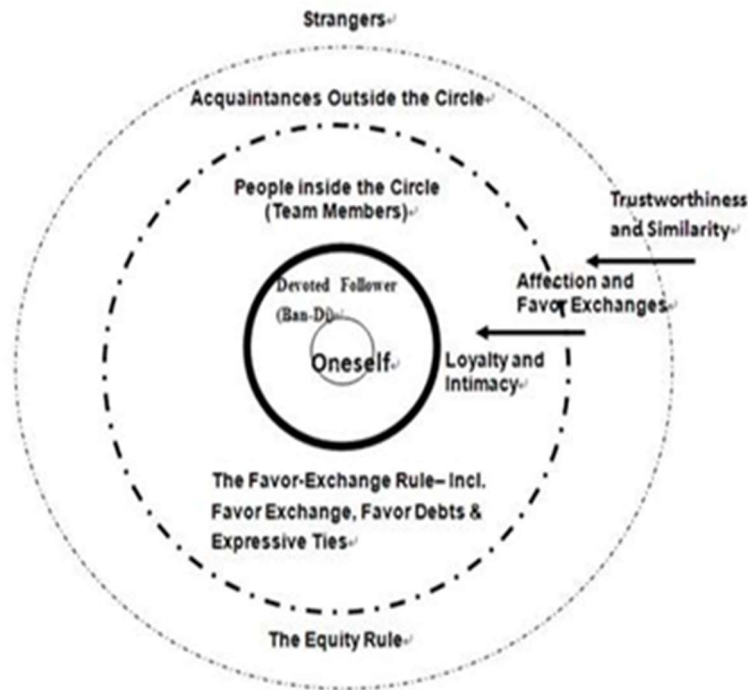 Strangers
Acquaintances Outside the Circle
People inside the Circle
(Team Members)
Trustworthiness
and Similarity
Affection and
Favor Exchanges
Devoted Follower
(Ban-Di)
Oneself
Loyalty and
Intimacy
The Favor-Exchange Rule– Incl.
Favor Exchange, Favor Debts &
Expressive Ties
The Equity Rule